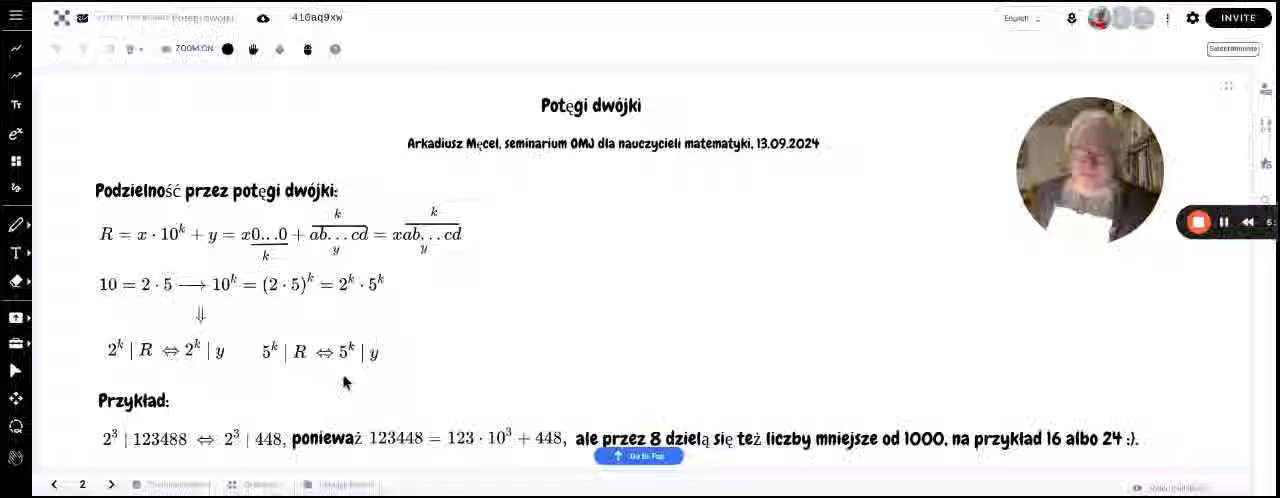 410aq9xw
English
INVITE
ZOOM ON
Potęgi dwójki
Arkadiusz Męcel, seminarium OMJ dla nauczycieli matematyki, 13.09.2024
Podzielność przez potęgi dwójki:
R = x · 10^k + y = x0...0 + ab...cd = xab...cd
k k k y y
10 = 2 · 5 ⟶ 10^k = (2 · 5)^k = 2^k · 5^k
⇓
2^k | R ⇔ 2^k | y 5^k | R ⇔ 5^k | y
Przykład:
2^3 | 123488 ⇔ 2^3 | 448, ponieważ 123448 = 123 · 10^3 + 448, ale przez 8 dzielą się też liczby mniejsze od 1000, na przykład 16 albo 24 :).
Go to Top
2